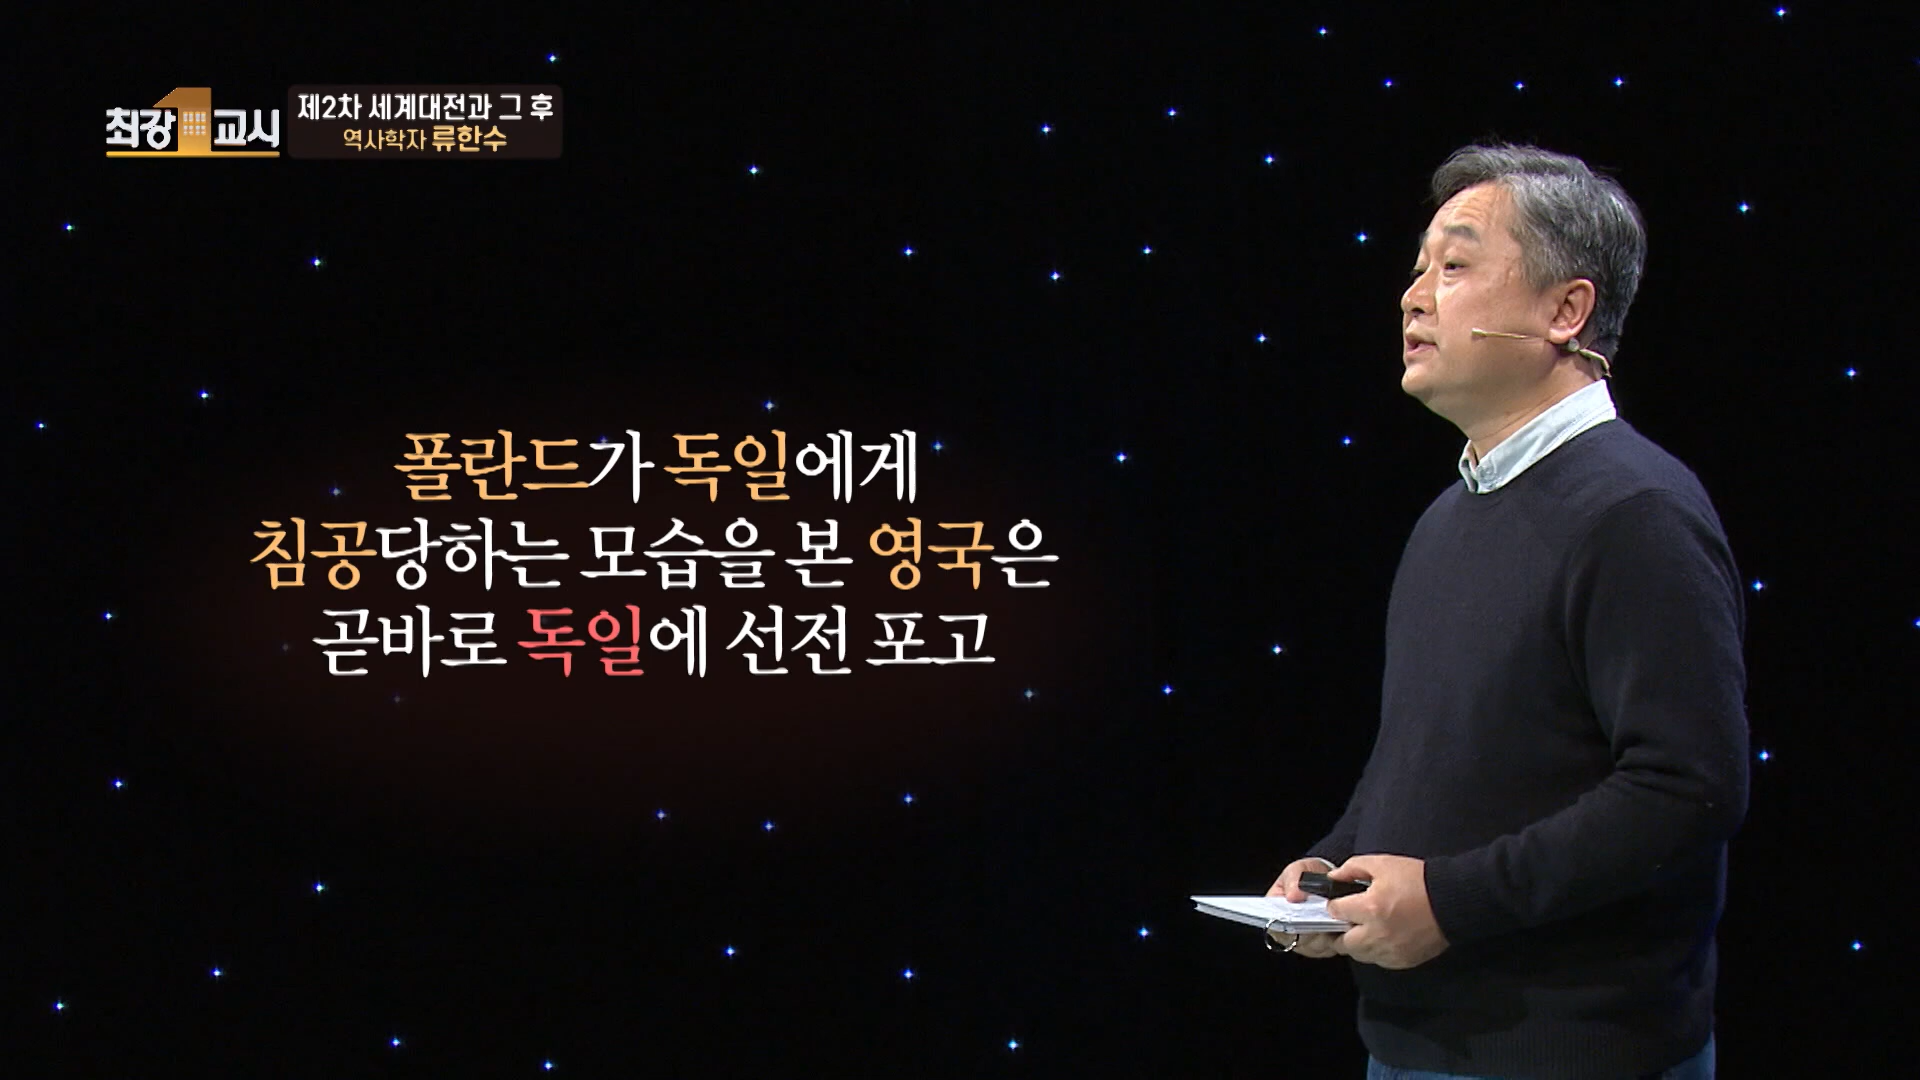 최강1교시
제2차 세계대전과 그 후
역사학자 류한수
폴란드가 독일에게
침공당하는 모습을 본 영국은
곧바로 독일에 선전 포고